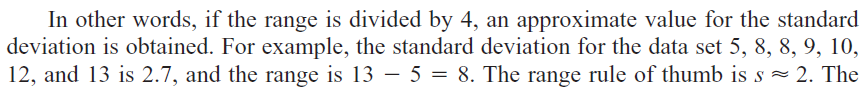 In other words, if the range is divided by 4, an approximate value for the standard
deviation is obtained. For example, the standard deviation for the data set 5, 8, 8, 9, 10,
12, and 13 is 2.7, and the range is 13 − 5 = 8. The range rule of thumb is s ≈ 2. The